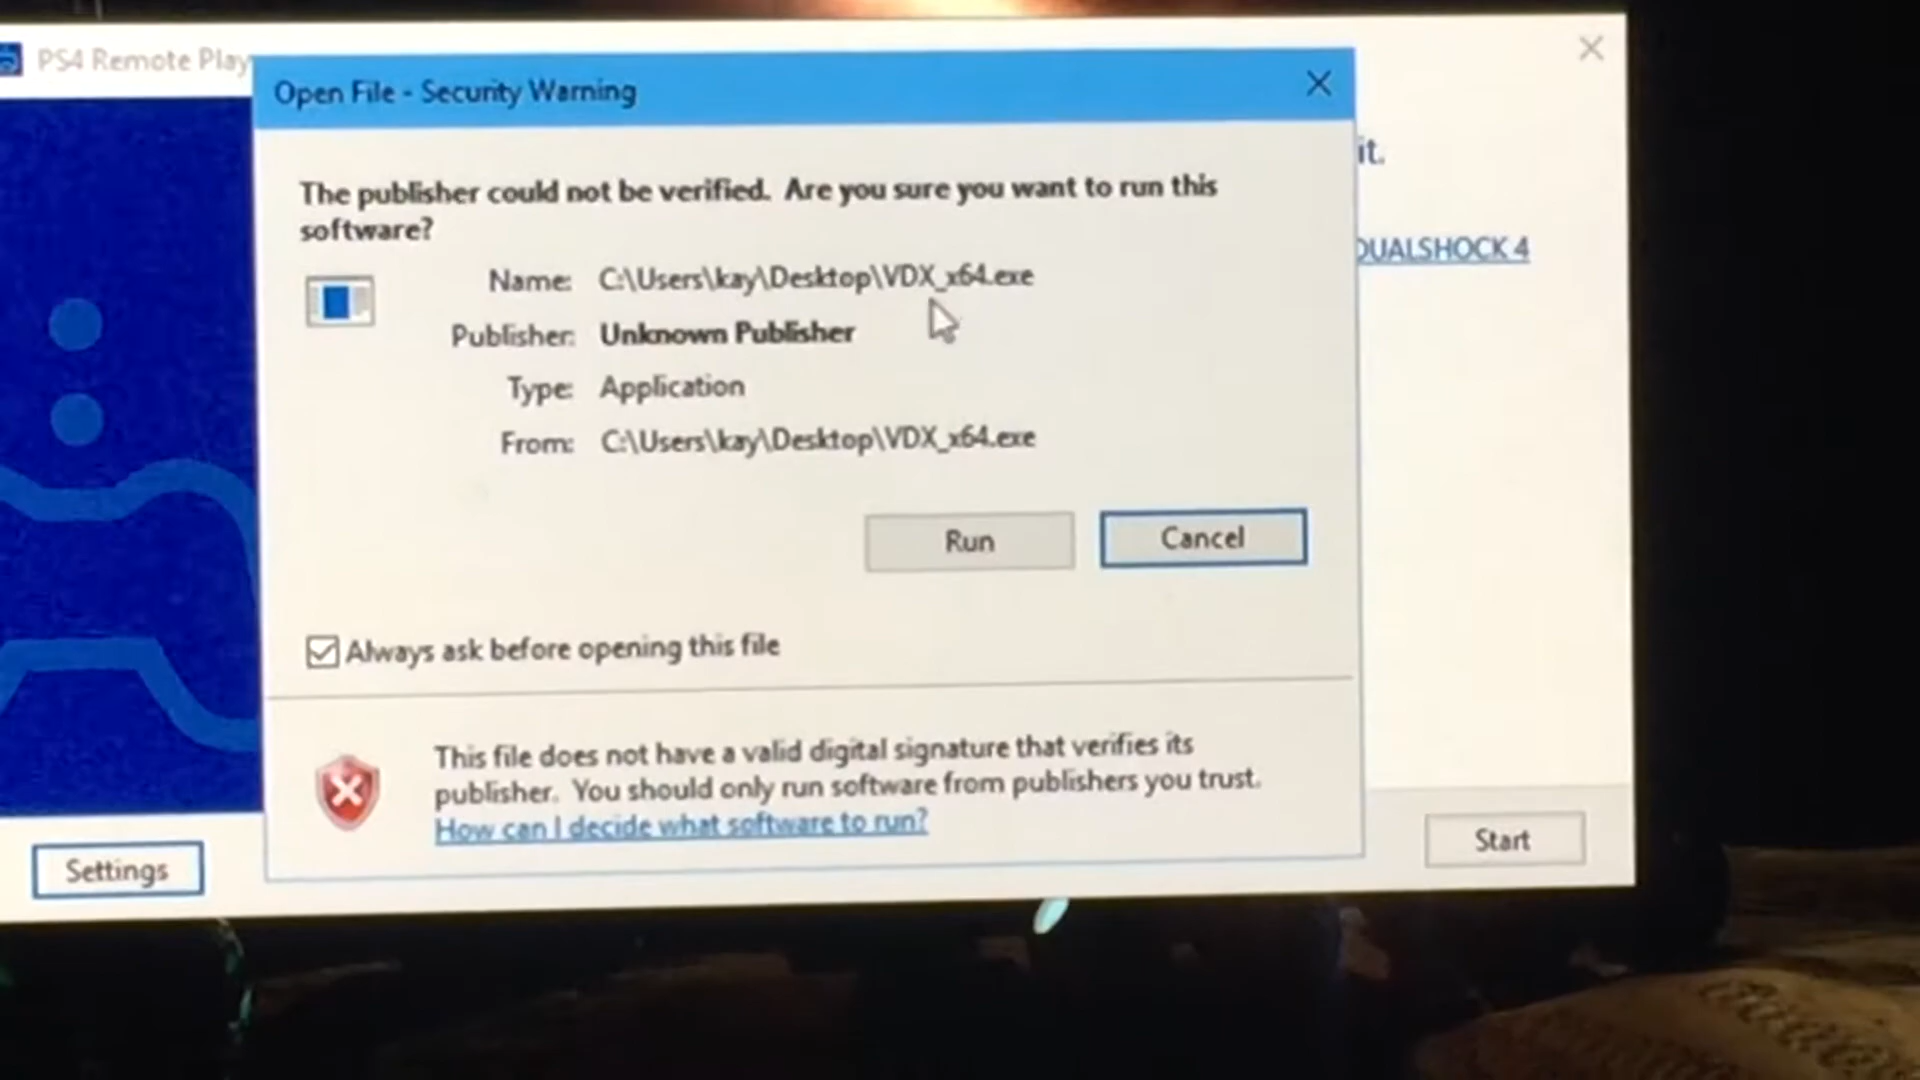 PS4 Remote Play
Open File - Security Warning
it.
The publisher could not be verified. Are you sure you want to run this
software?
DUALSHOCK 4
Name: C:\Users\kay\Desktop\VDX_x64.exe
Publisher: Unknown Publisher
Type: Application
From: C:\Users\kay\Desktop\VDX_x64.exe
Run Cancel
Always ask before opening this file
This file does not have a valid digital signature that verifies its
publisher. You should only run software from publishers you trust.
How can I decide what software to run?
Settings
Start